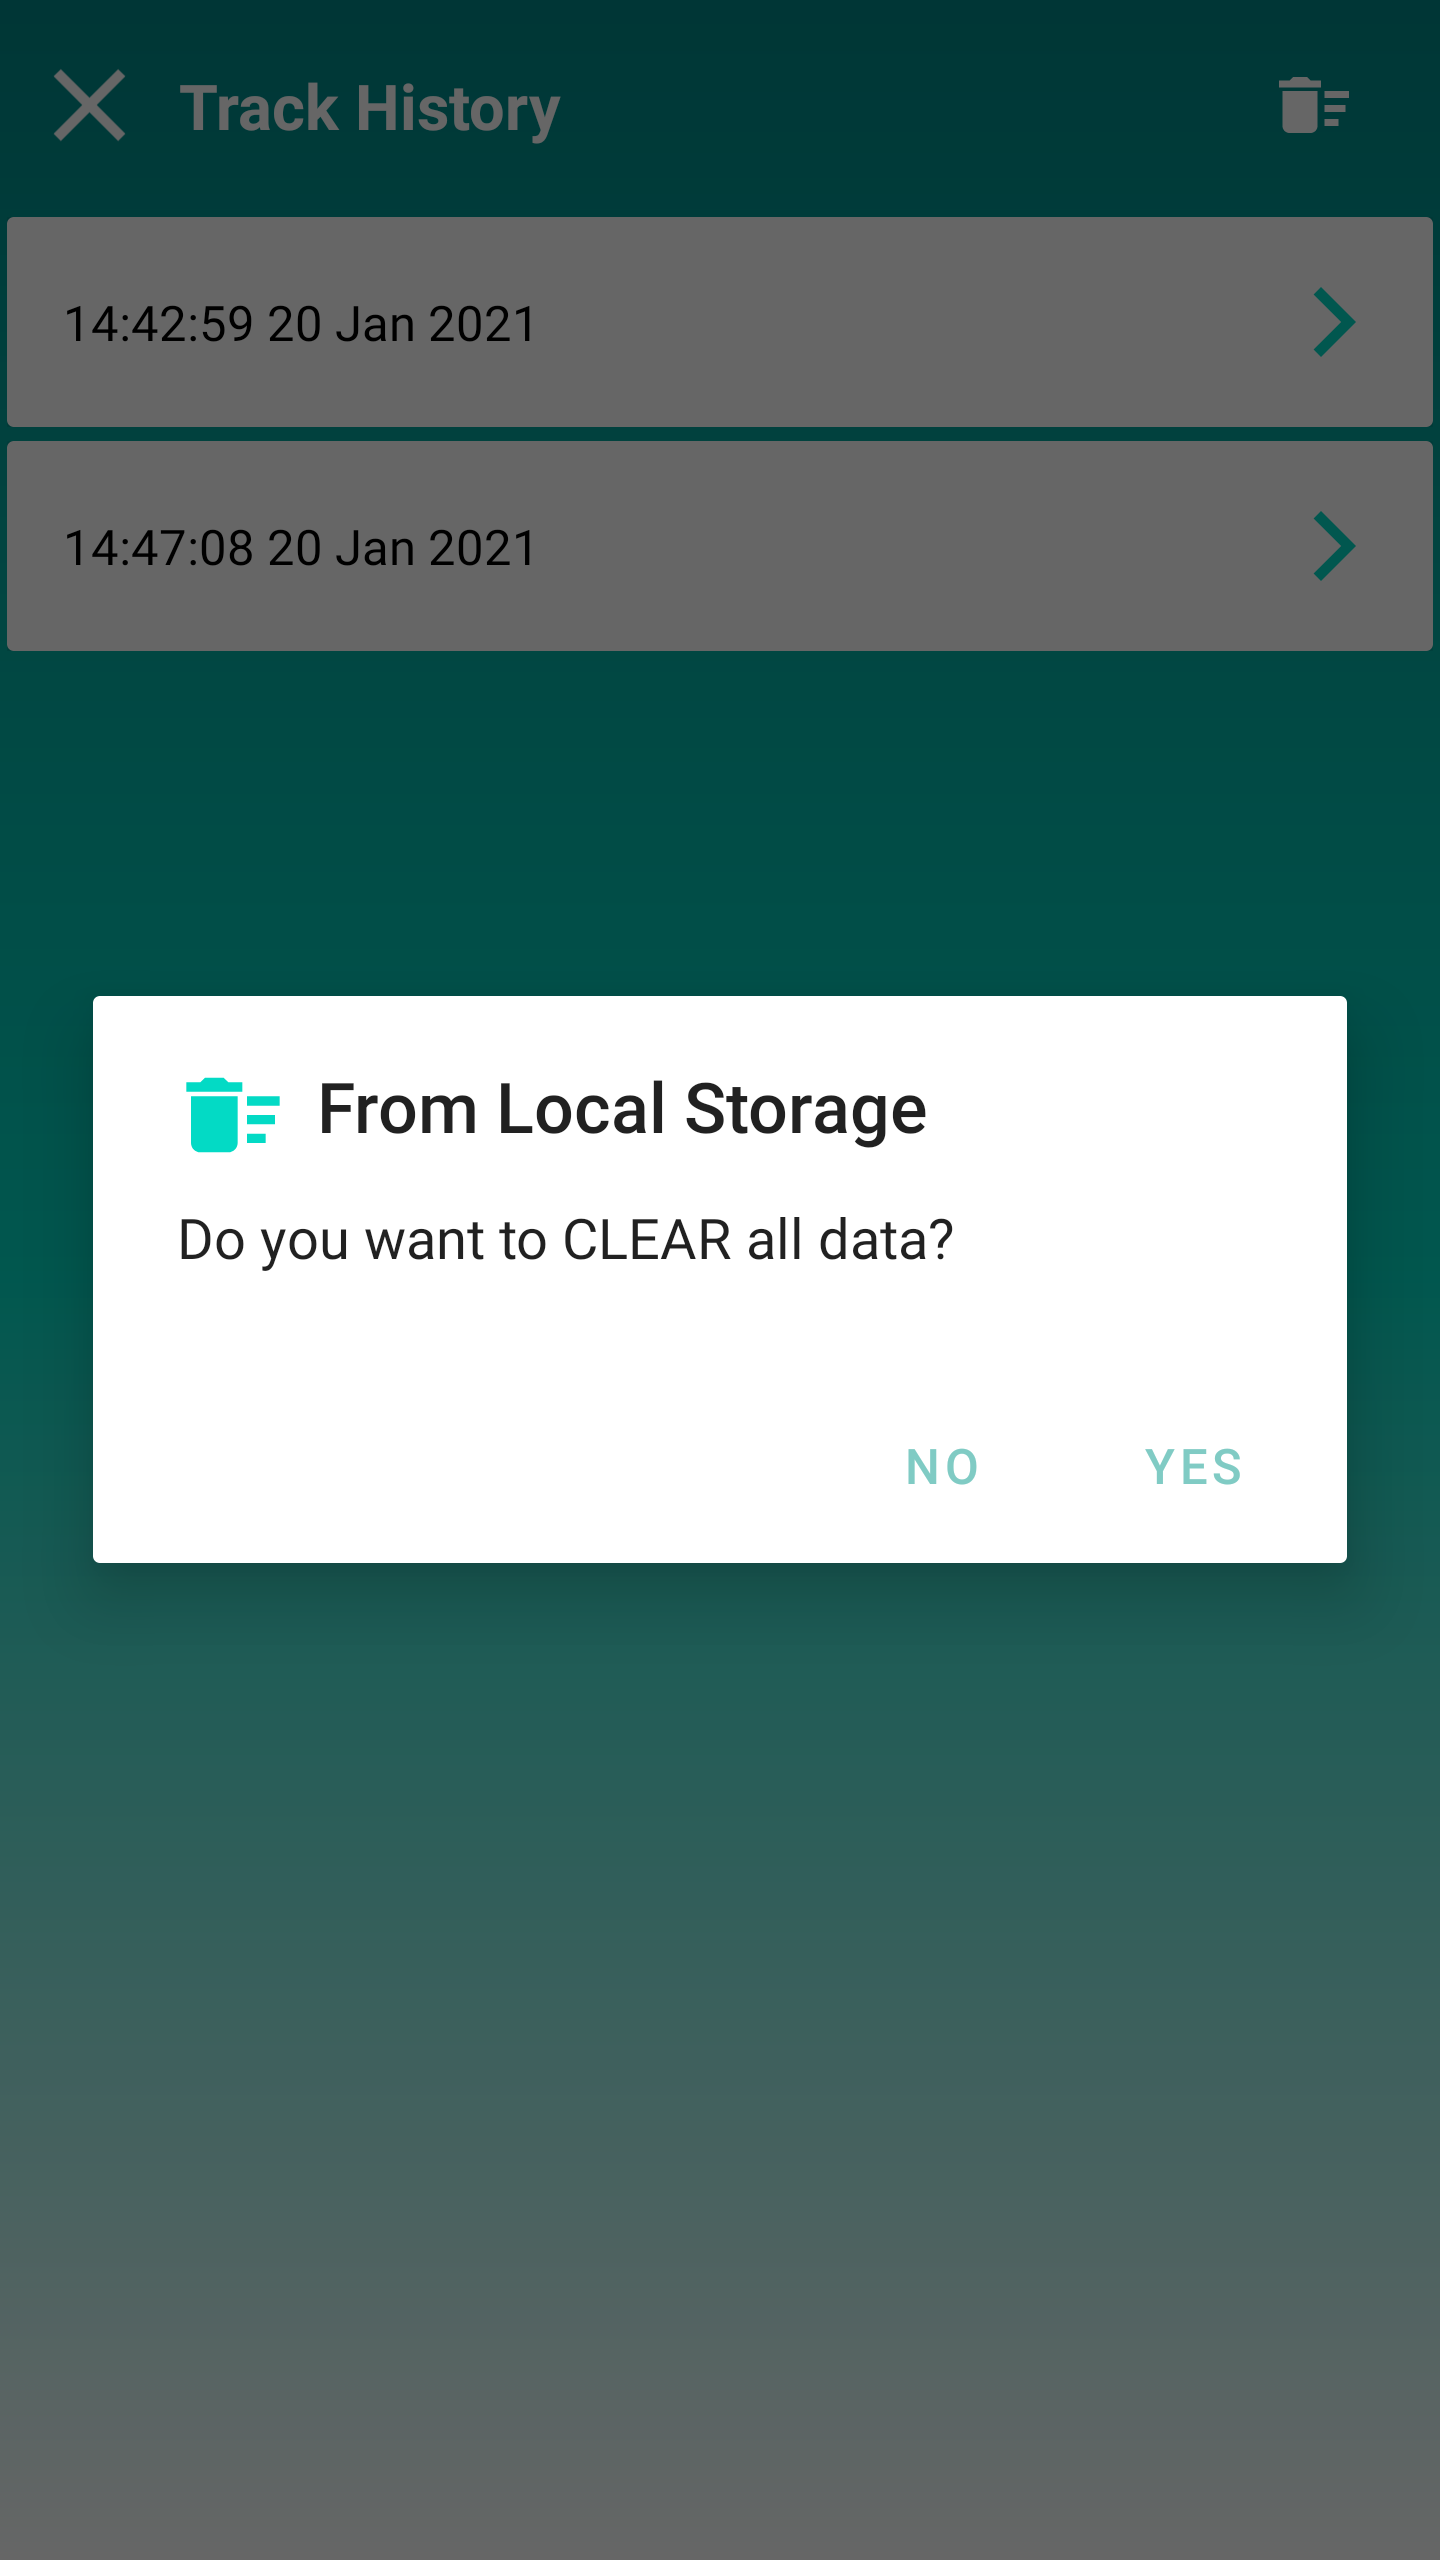 Track History
14:42:59 20 Jan 2021
14:47:08 20 Jan 2021
From Local Storage
Do you want to CLEAR all data?
NO YES